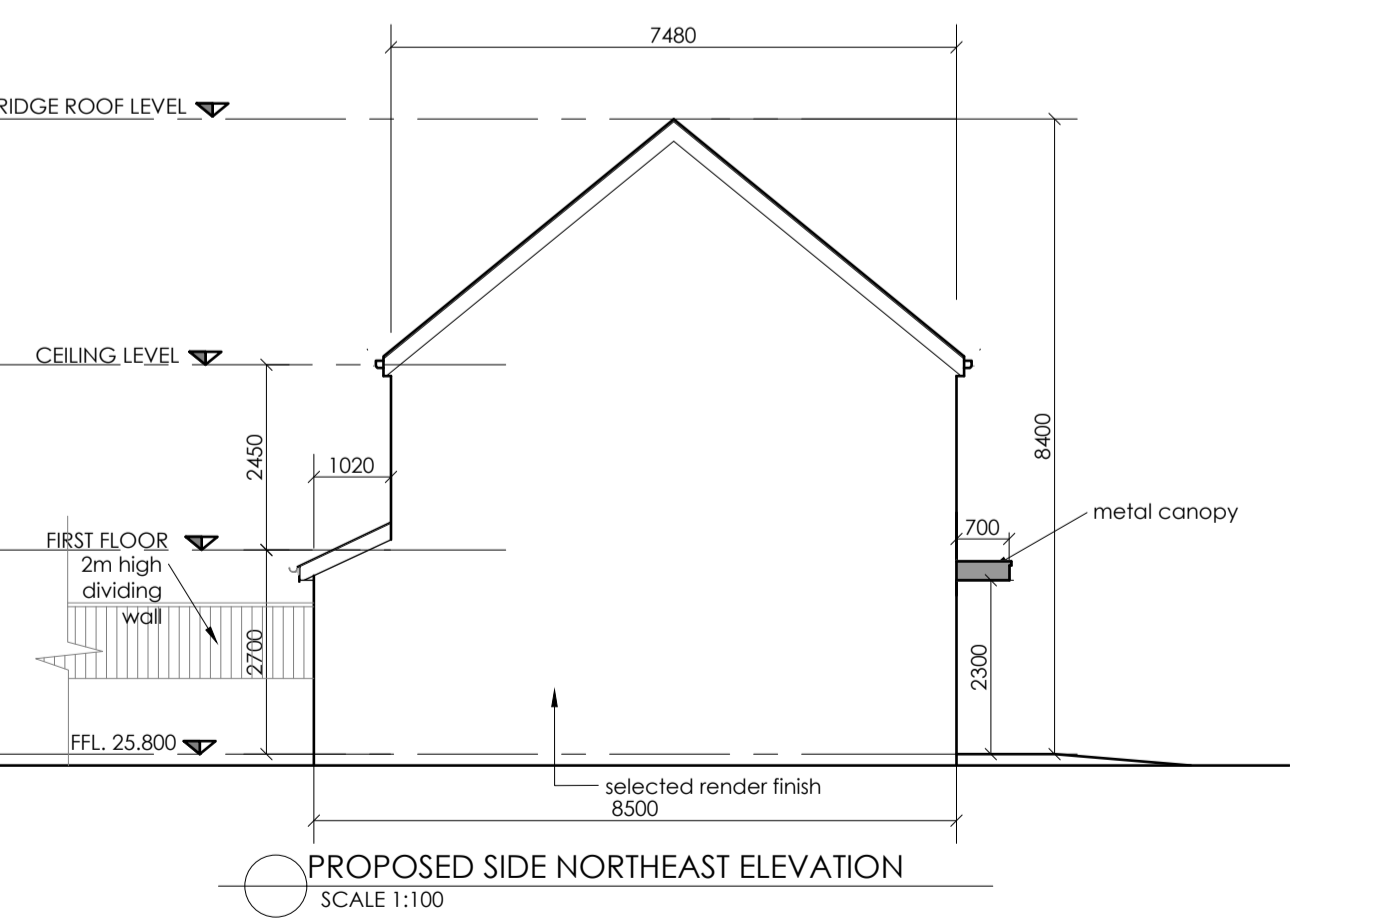 7480
RIDGE ROOF LEVEL
CEILING LEVEL
2450
1020
8400
metal canopy
700
FIRST FLOOR
2m high
dividing
wall
2700
2300
FFL. 25.800
selected render finish
8500
PROPOSED SIDE NORTHEAST ELEVATION
SCALE 1:100